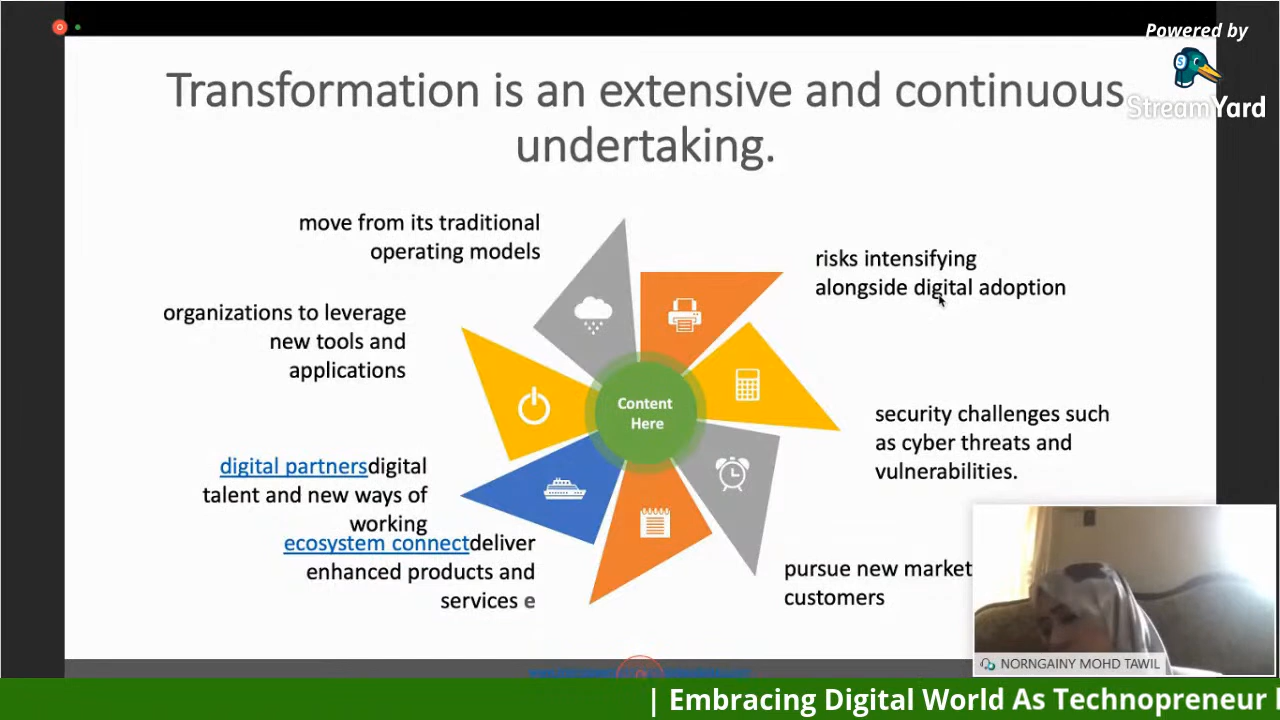 Powered by
StreamYard
Transformation is an extensive and continuous
undertaking.
move from its traditional
operating models
risks intensifying
alongside digital adoption
organizations to leverage
new tools and
applications
Content
Here
security challenges such
as cyber threats and
vulnerabilities.
digital partnersdigital
talent and new ways of
working
ecosystem connectdeliver
enhanced products and
services e
pursue new market
customers
NORNGAINY MOHD TAWIL
| Embracing Digital World As Technopreneur